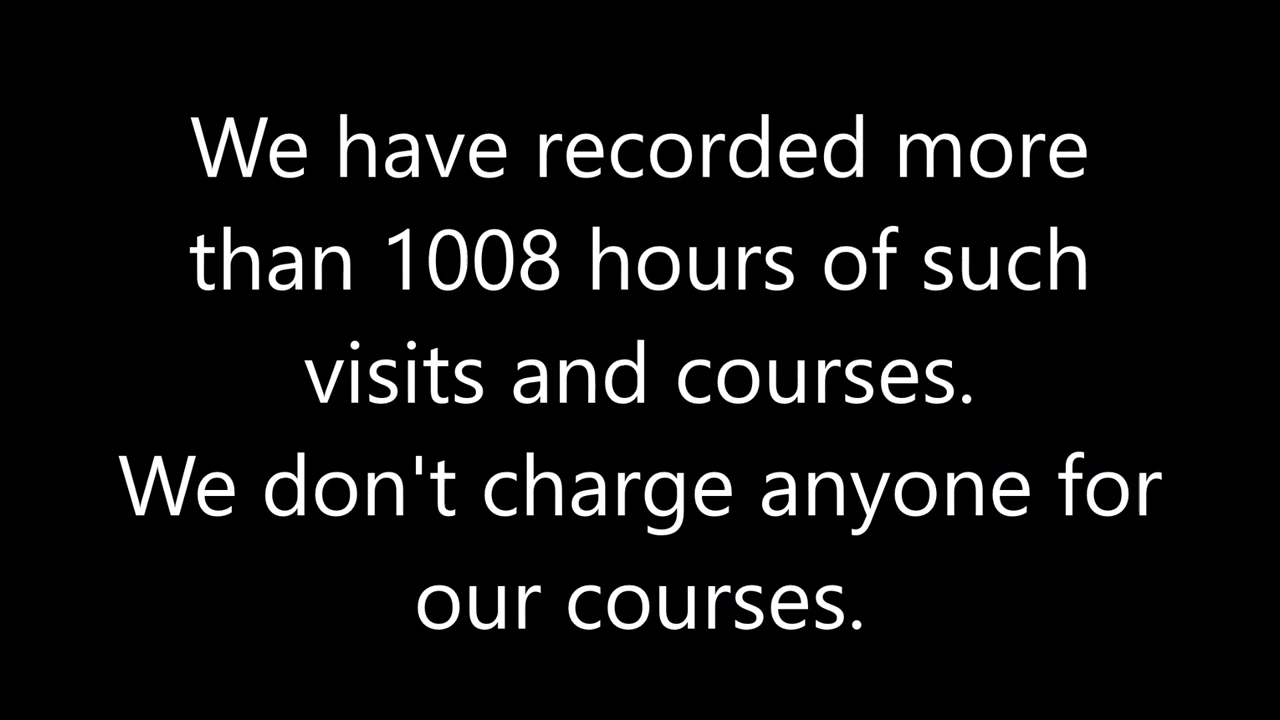 We have recorded more
than 1008 hours of such
visits and courses.
We don't charge anyone for
our courses.